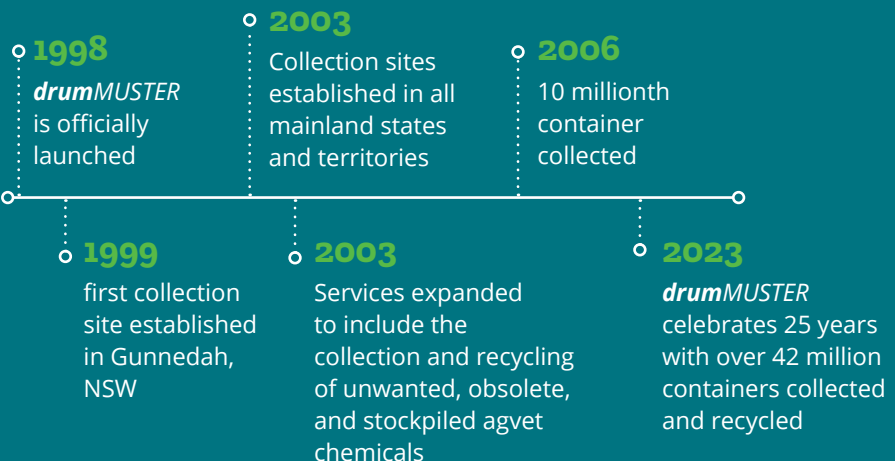 1998
drumMUSTER
is officially
launched
1999
first collection
site established
in Gunnedah,
NSW
2003
Collection sites
established in all
mainland states
and territories
2003
Services expanded
to include the
collection and recycling
of unwanted, obsolete,
and stockpiled agvet
chemicals
2006
10 millionth
container
collected
2023
drumMUSTER
celebrates 25 years
with over 42 million
containers collected
and recycled